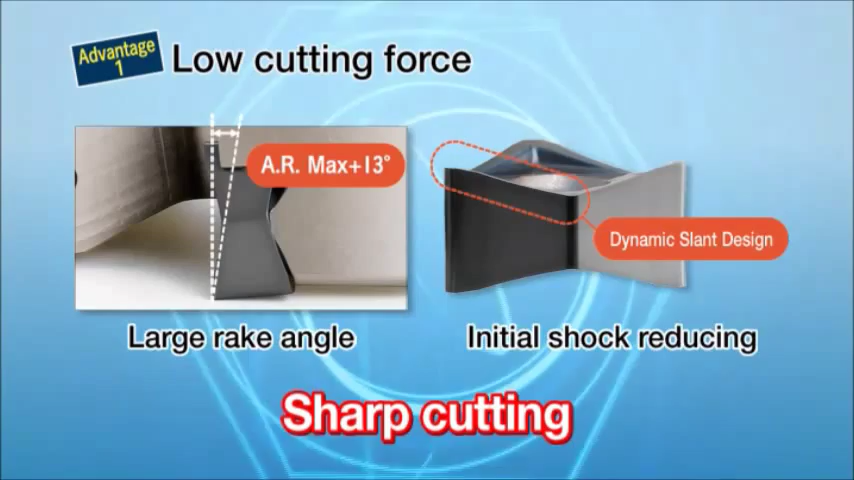 Advantage
1
Low cutting force
A.R. Max+13°
Dynamic Slant Design
Large rake angle
Initial shock reducing
Sharp cutting